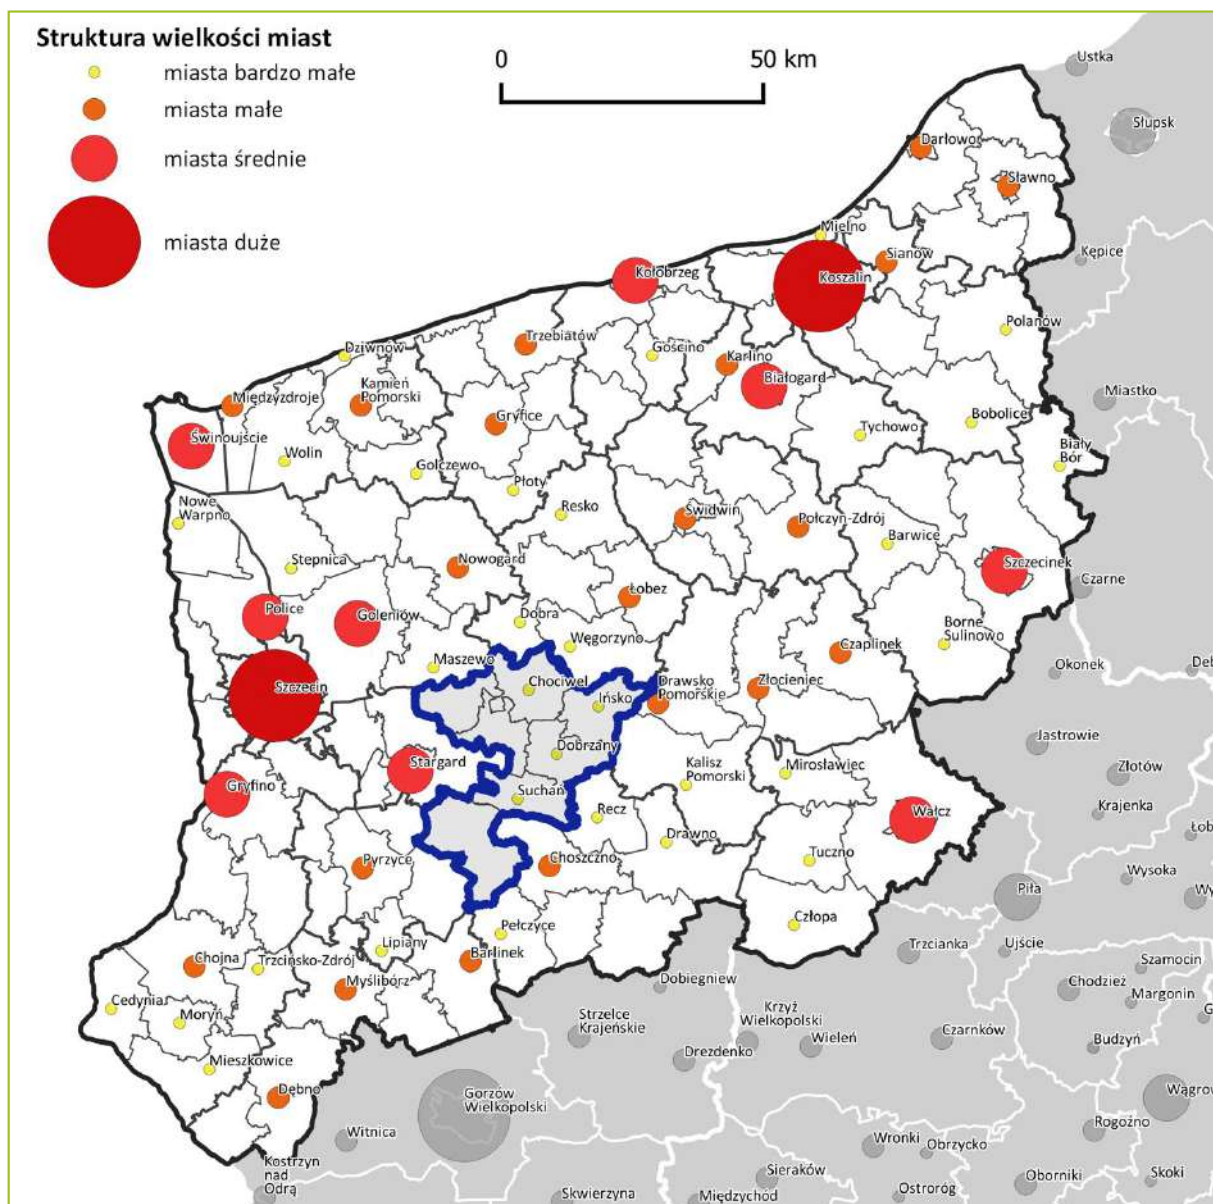 Struktura wielkości miast
miasta bardzo małe
miasta małe
miasta średnie
miasta duże
0
50 km
Ustka
Słupsk
Darłowo
Sławno
Mielno
Sianów
Kępice
Kołobrzeg
Koszalin
Polanów
Dziwnów
Trzebiatów
Gościno
Karlino
Białogard
Miastko
Międzyzdroje
Kamień
Pomorski
Gryfice
Bobolice
Tychowo
Świnoujście
Biały
Bór
Wolin
Golczewo
Płoty
Resko
Nowe
Warpno
Świdwin
Połczyn-Zdrój
Barwice
Stepnica
Nowogard
Szczecinek
Czarne
Łobez
Police
Goleniów
Dobra
Węgorzyno
Czaplinek
Borne
Sulinowo
Maszewo
Okonek
Deb
Chociwel
Ińsko
Drawsko
Pomorskie
Złocieniec
Szczecin
Dobrzany
Jastrowie
Stargard
Kalisz
Pomorski
Mirosławiec
Złotów
Gryfino
Suchań
Recz
Wałcz
Krajenka
Łob
Drawno
Pyrzyce
Choszczno
Tuczno
Wysoka
Wy
Piła
Człopa
Pełczyce
Lipiany
Trzcianka
Ujście
Chojna
Trzcińsko-Zdrój
Barlinek
Szamocin
Myślibórz
Dobiegniew
Chodzież
Margonin
Cedynia
Moryń
Krzyż
Wielkopolski
Strzelce
Krajeńskie
Wieleń
Czarnków
G
Budzyń
Mieszkowice
Drezdenko
Dębno
Gorzów
Wielkopolski
Wągrow
Witnica
Rogoźno
Wronki
Obrzycko
Kostrzyn
nad
Odrą
Sieraków
Oborniki
Skoki
Skwierzyna
Międzychód
Ostroróg